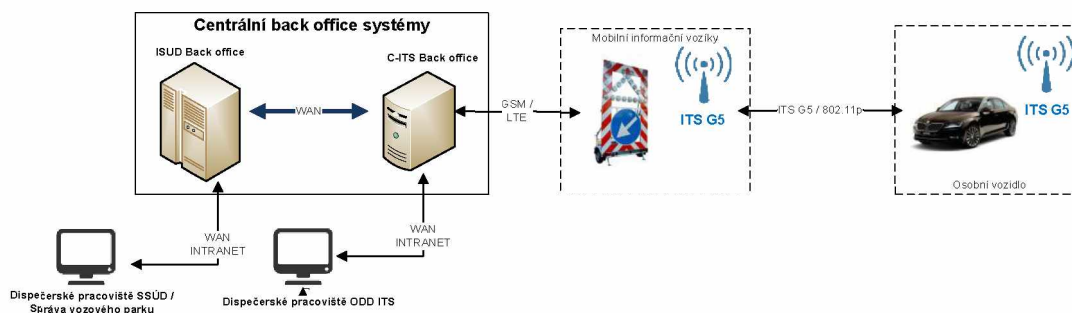 Centrální back office systémy
ISUD Back office
C-ITS Back office
WAN
GSM /
LTE
Mobilní informační vozíky
ITS G5
ITS G5 / 802.11p
ITS G5
Osobní vozidlo
WAN
INTRANET
WAN
INTRANET
Dispečerské pracoviště SSÚD /
Správa vozového parku
Dispečerské pracoviště ODD ITS